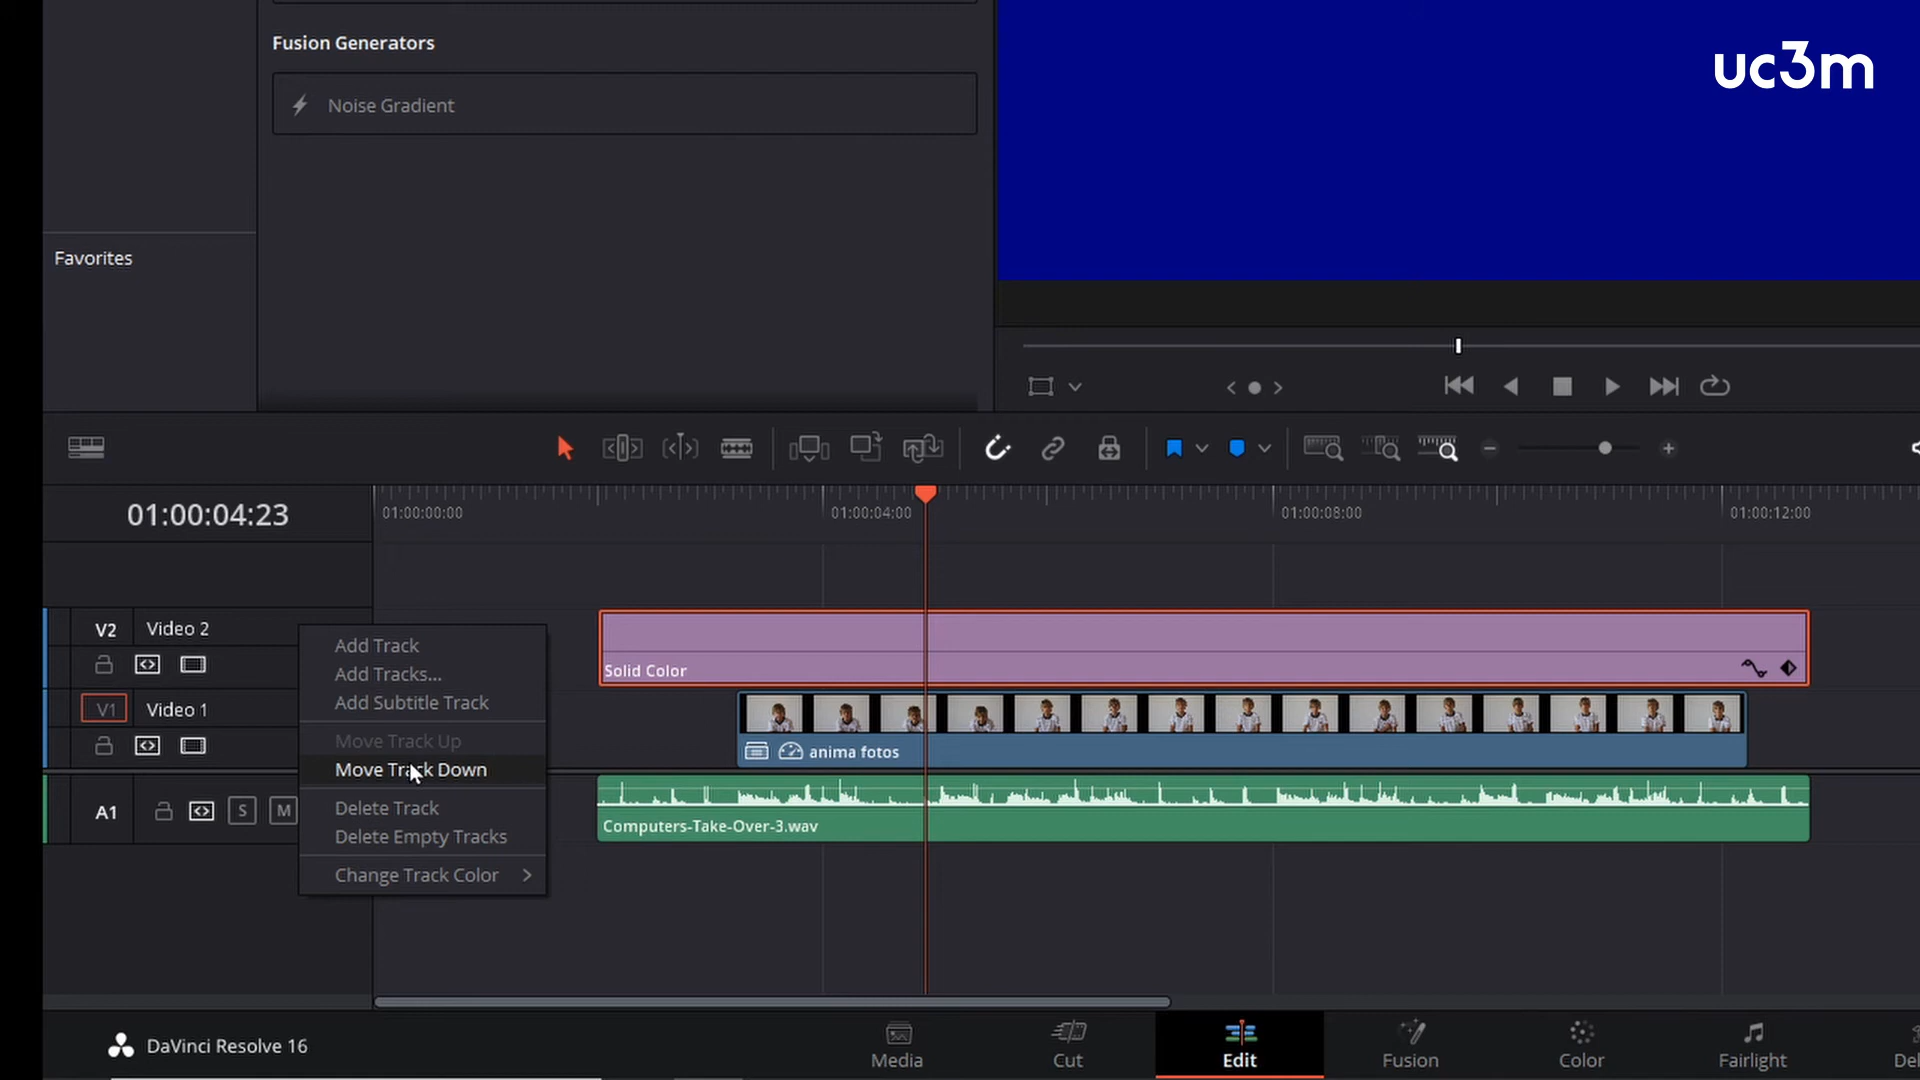 Fusion Generators
uc3m
Noise Gradient
Favorites
01:00:04:23
01:00:00:00
01:00:04:00
01:00:08:00
01:00:12:00
V2 Video 2
Add Track
Add Tracks...
Add Subtitle Track
Solid Color
V1 Video 1
Move Track Up
Move Track Down
anima fotos
A1 S M
Delete Track
Delete Empty Tracks
Computers-Take-Over-3.wav
Change Track Color
DaVinci Resolve 16
Media
Cut
Edit
Fusion
Color
Fairlight